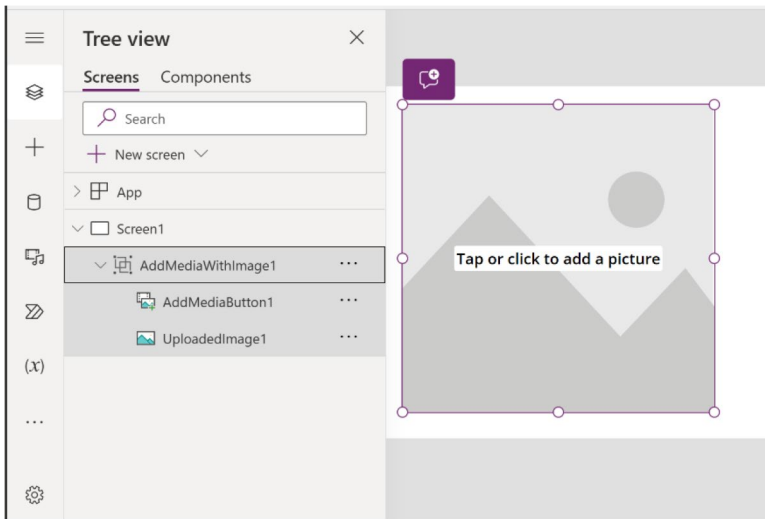 Tree view
Screens Components
Search
New screen
App
Screen1
AddMediaWithImage1
AddMediaButton1
UploadedImage1
(x)
Tap or click to add a picture